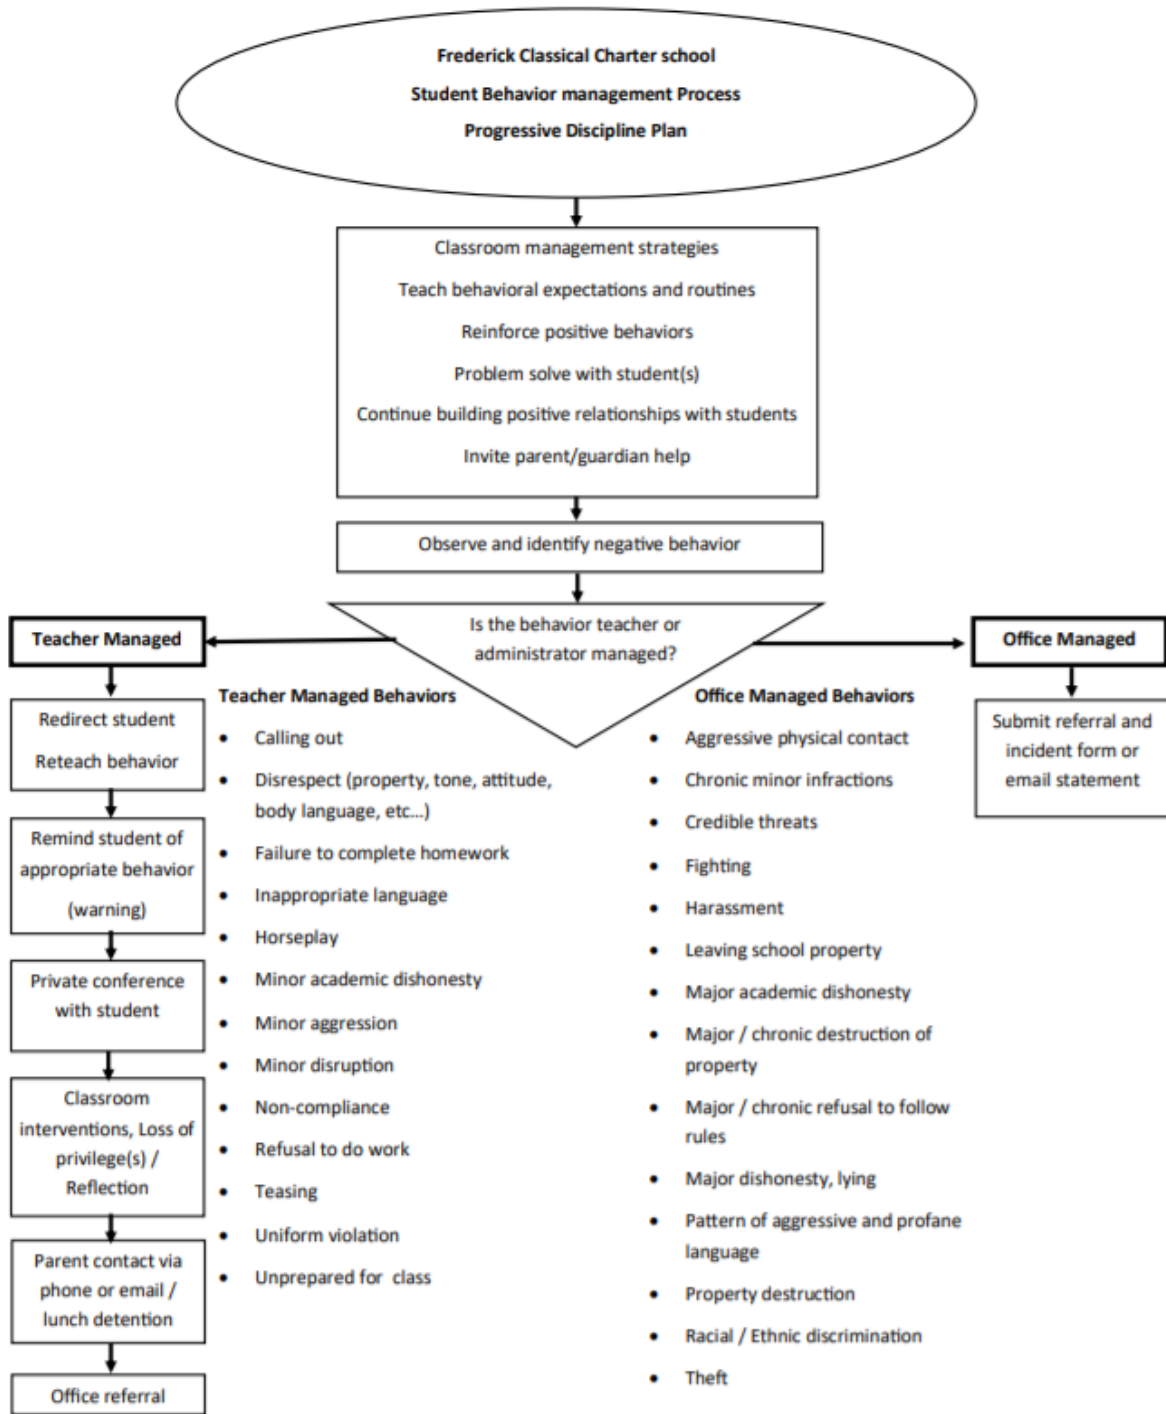 Frederick Classical Charter school
Student Behavior management Process
Progressive Discipline Plan
Classroom management strategies
Teach behavioral expectations and routines
Reinforce positive behaviors
Problem solve with student(s)
Continue building positive relationships with students
Invite parent/guardian help
Observe and identify negative behavior
Is the behavior teacher or
administrator managed?
Teacher Managed
Redirect student
Reteach behavior
Remind student of
appropriate behavior
(warning)
Private conference
with student
Classroom
interventions, Loss of
privilege(s) /
Reflection
Parent contact via
phone or email /
lunch detention
Office referral
Teacher Managed Behaviors
• Calling out
• Disrespect (property, tone, attitude,
body language, etc...)
• Failure to complete homework
• Inappropriate language
• Horseplay
• Minor academic dishonesty
• Minor aggression
• Minor disruption
• Non-compliance
• Refusal to do work
• Teasing
• Uniform violation
• Unprepared for class
Office Managed Behaviors
• Aggressive physical contact
• Chronic minor infractions
• Credible threats
• Fighting
• Harassment
• Leaving school property
• Major academic dishonesty
• Major / chronic destruction of
property
• Major / chronic refusal to follow
rules
• Major dishonesty, lying
• Pattern of aggressive and profane
language
• Property destruction
• Racial / Ethnic discrimination
• Theft
Office Managed
Submit referral and
incident form or
email statement